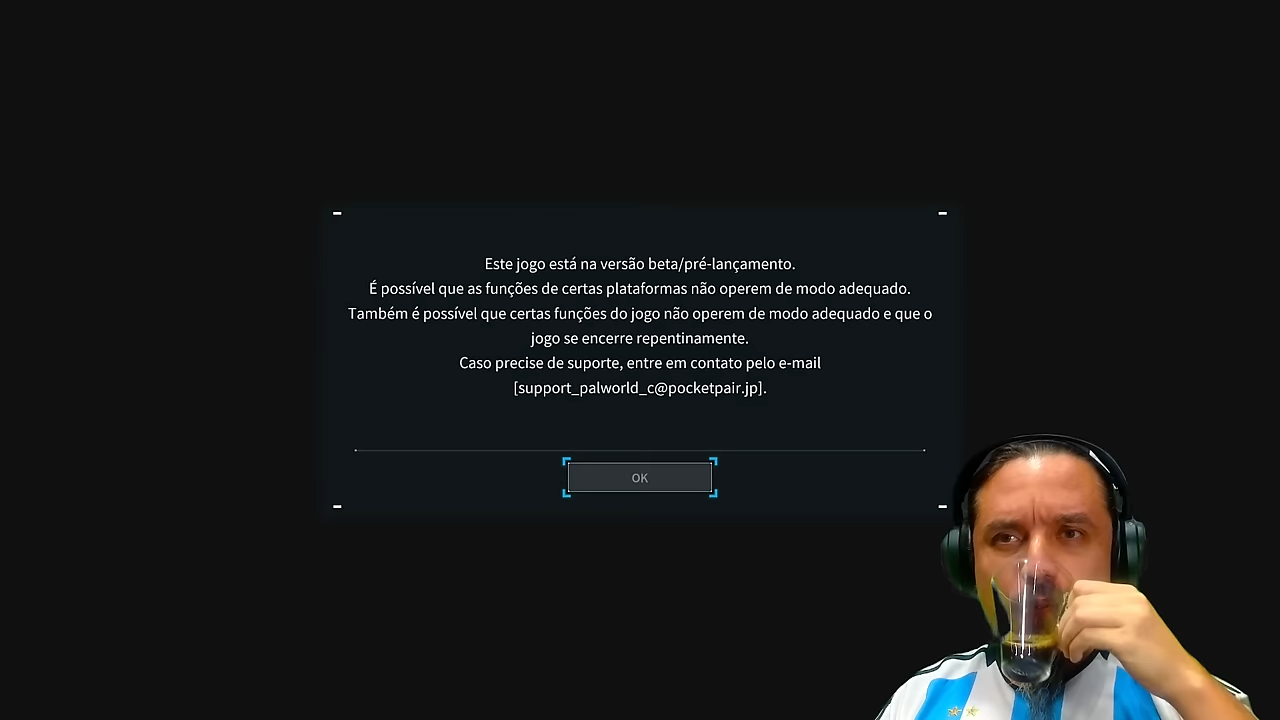 Este jogo está na versão beta/pré-lançamento.
É possível que as funções de certas plataformas não operem de modo adequado.
Também é possível que certas funções do jogo não operem de modo adequado e que o
jogo se encerre repentinamente.
Caso precise de suporte, entre em contato pelo e-mail
[support_palworld_c@pocketpair.jp].
OK